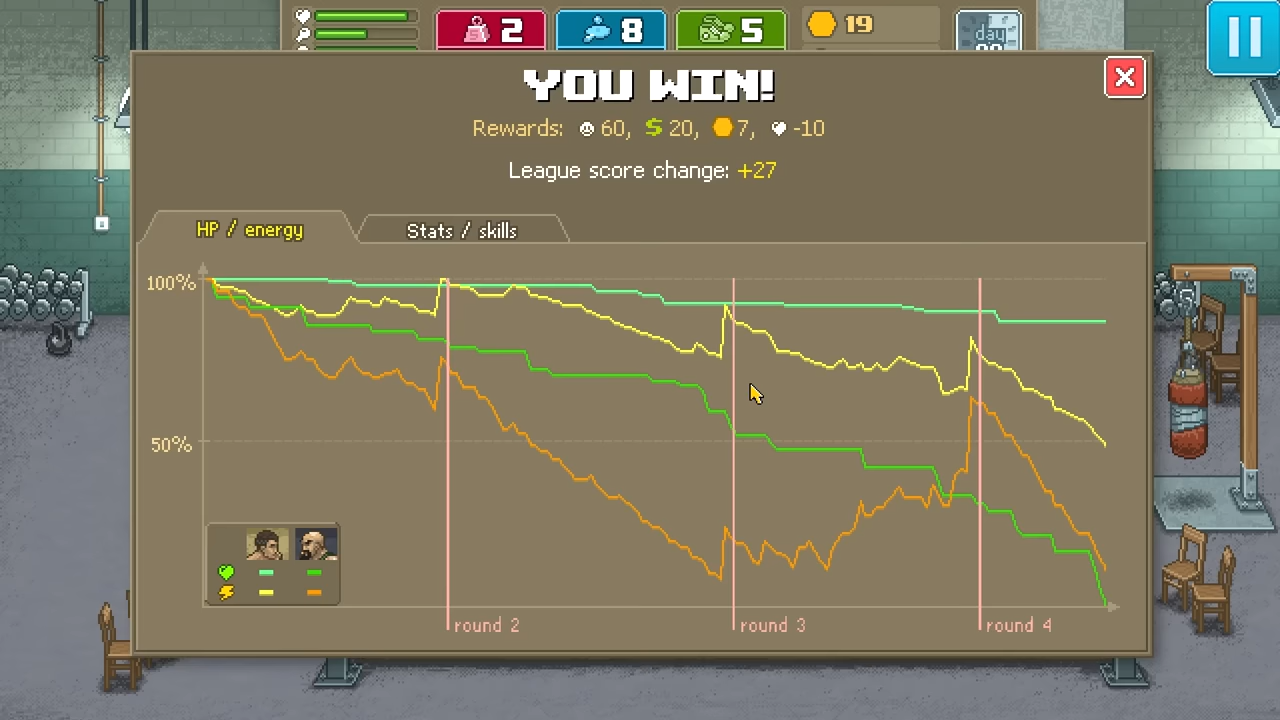 2 8 5 19 day
YOU WIN!
Rewards: 60, $ 20, 7, -10
League score change: +27
HP / energy Stats / skills
100%
50%
round 2 round 3 round 4